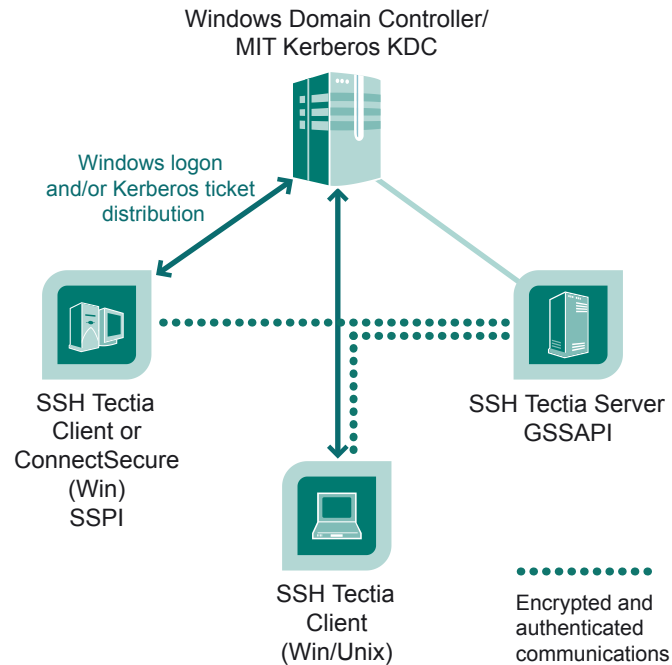 Windows Domain Controller/
MIT Kerberos KDC
Windows logon
and/or Kerberos ticket
distribution
SSH Tectia
Client or
ConnectSecure
(Win)
SSPI
SSH Tectia Server
GSSAPI
SSH Tectia
Client
(Win/Unix)
Encrypted and
authenticated
communications